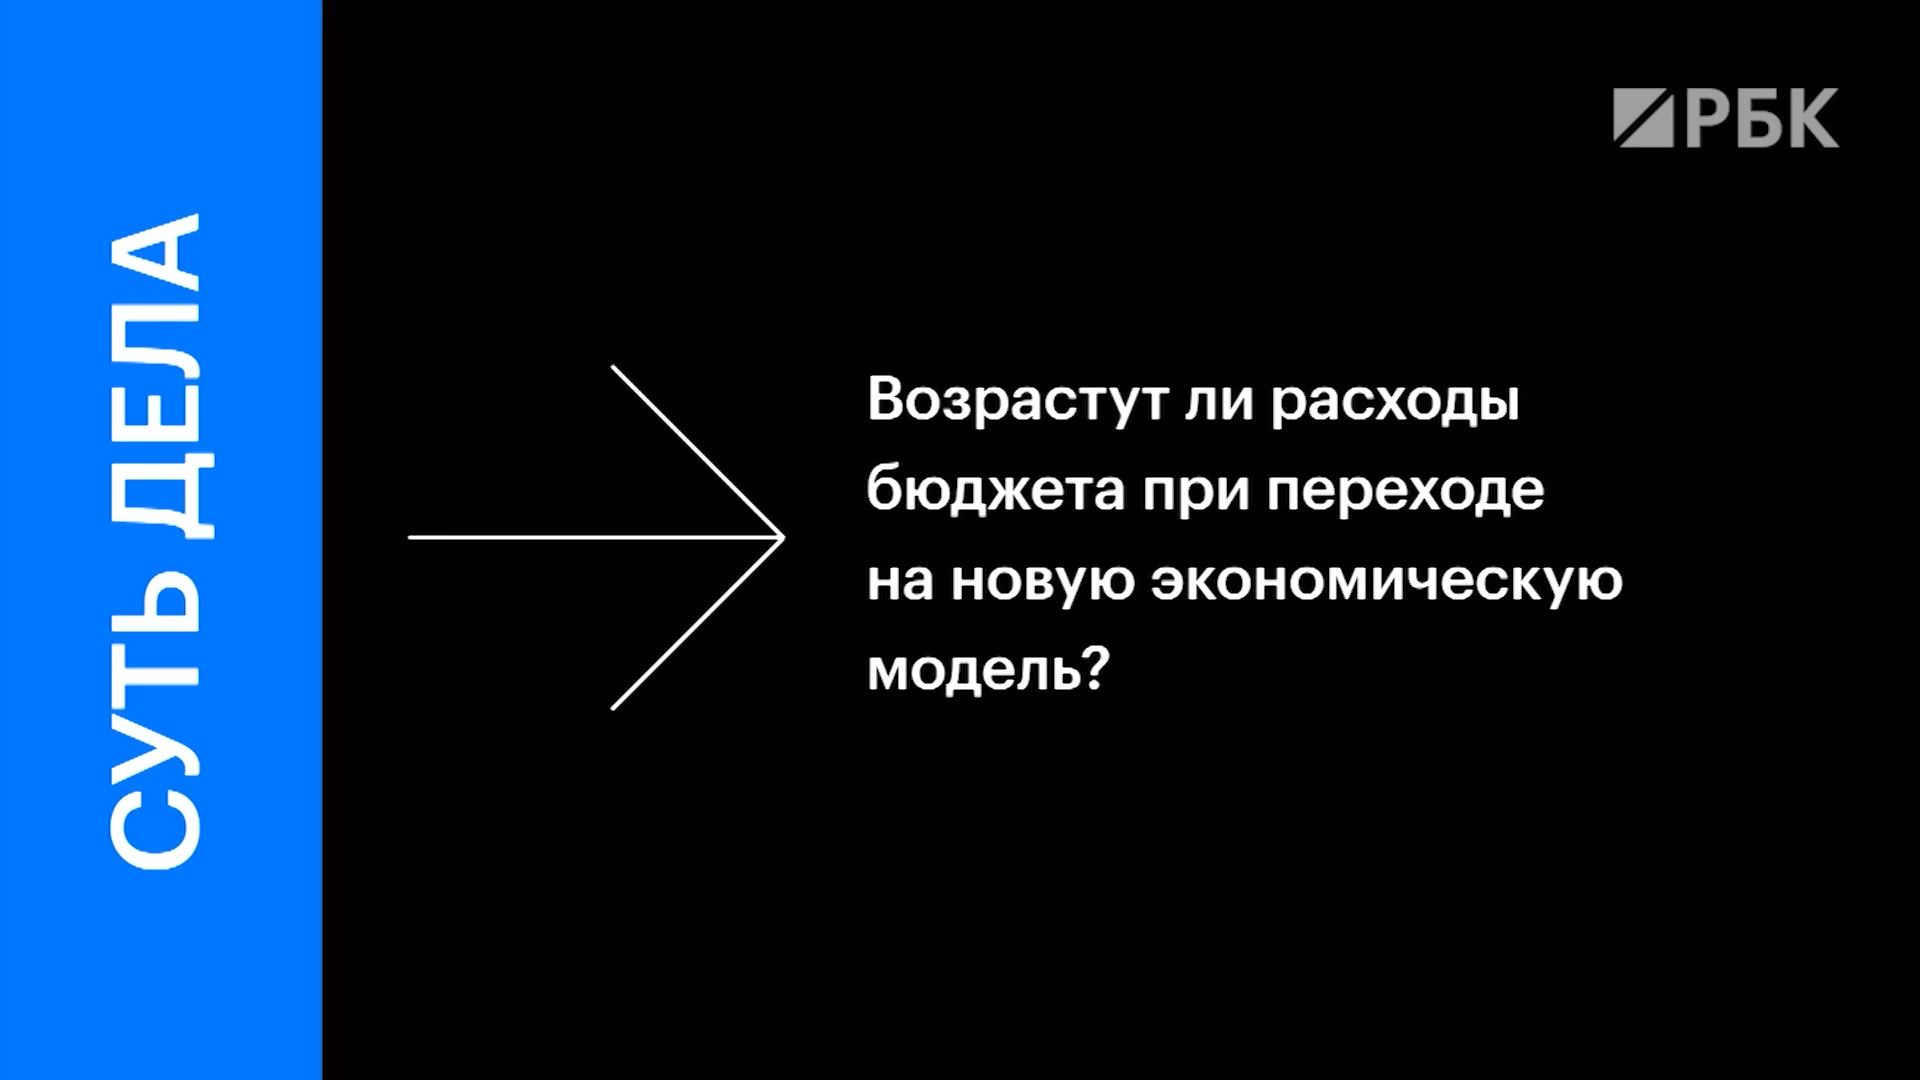 СУТЬ ДЕЛА
РБК
Возрастут ли расходы
бюджета при переходе
на новую экономическую
модель?